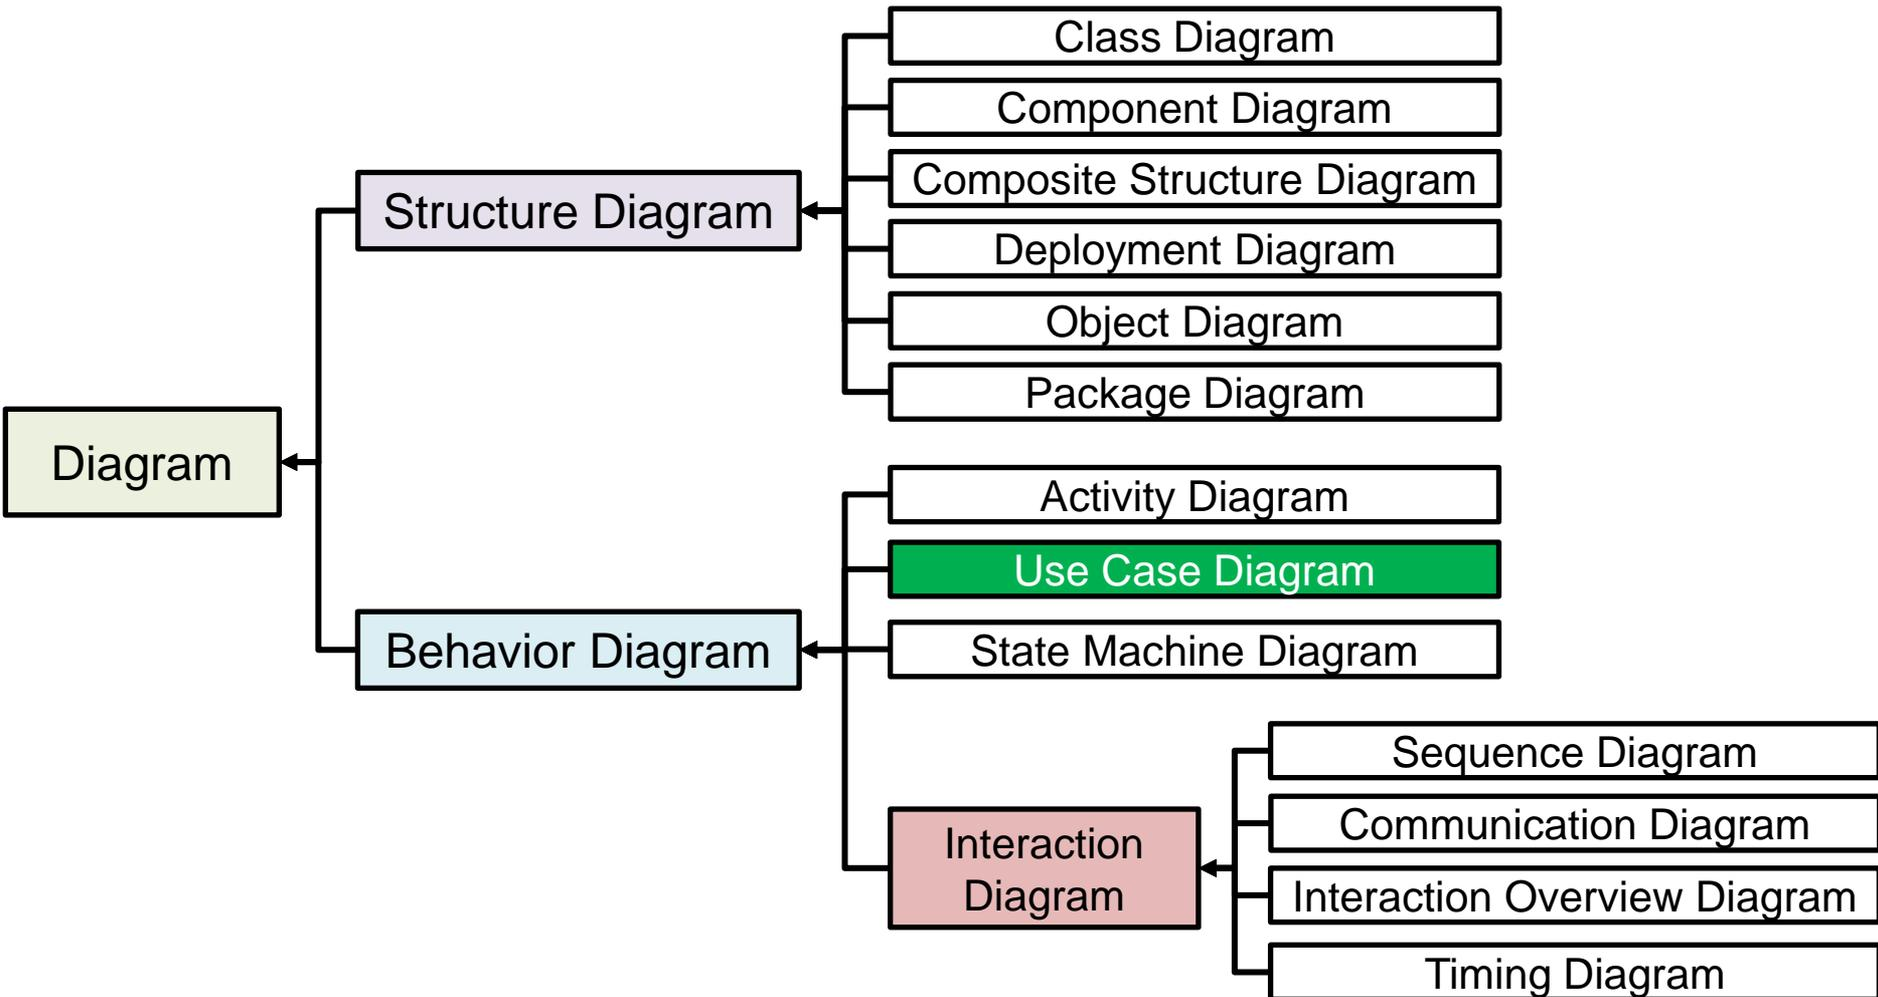 Class Diagram
Component Diagram
Composite Structure Diagram
Structure Diagram
Deployment Diagram
Object Diagram
Package Diagram
Diagram
Activity Diagram
Use Case Diagram
Behavior Diagram
State Machine Diagram
Sequence Diagram
Communication Diagram
Interaction
Diagram
Interaction Overview Diagram
Timing Diagram